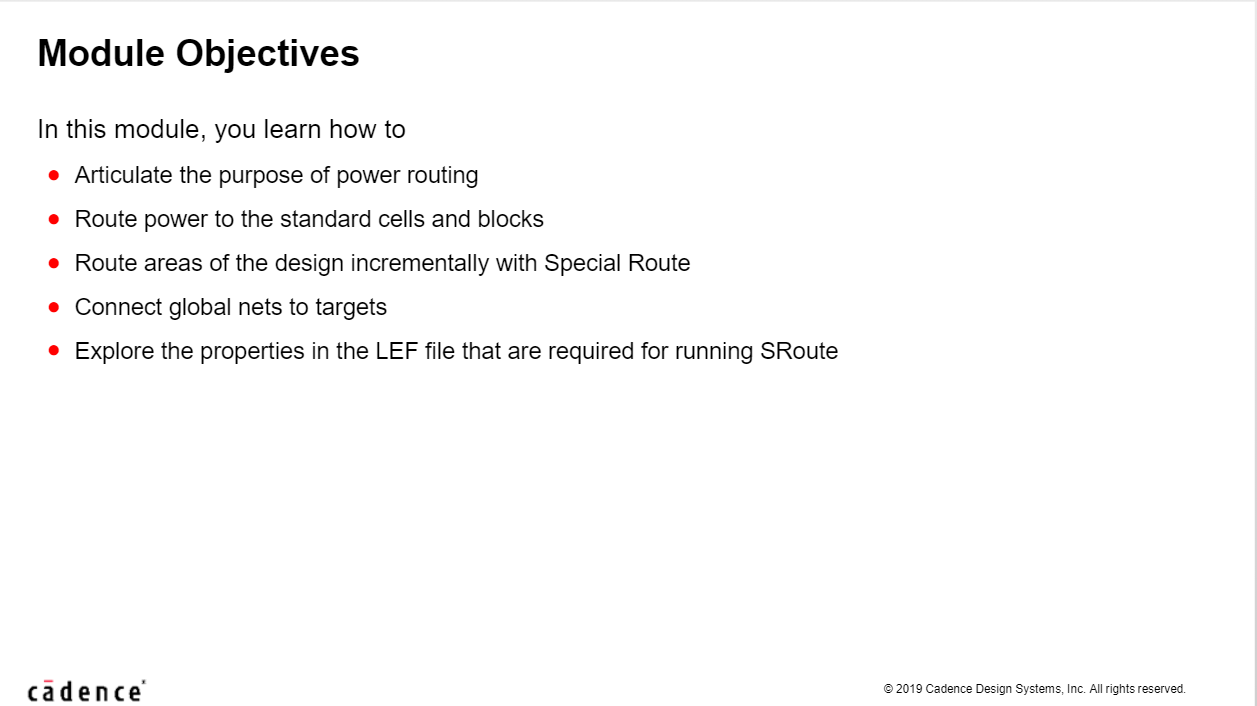 Module Objectives
In this module, you learn how to
Articulate the purpose of power routing
Route power to the standard cells and blocks
Route areas of the design incrementally with Special Route
Connect global nets to targets
Explore the properties in the LEF file that are required for running SRoute
cādence
© 2019 Cadence Design Systems, Inc. All rights reserved.